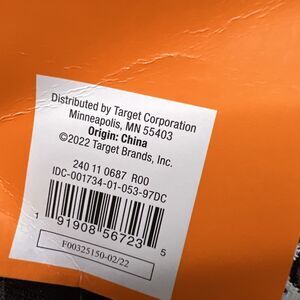 Distributed by Target Corporation
Minneapolis, MN 55403
Origin: China
©2022 Target Brands, Inc.
240 11 0687 R00
IDC-001734-01-053-97DC
1 91908 56723 5
F00325150-02/22